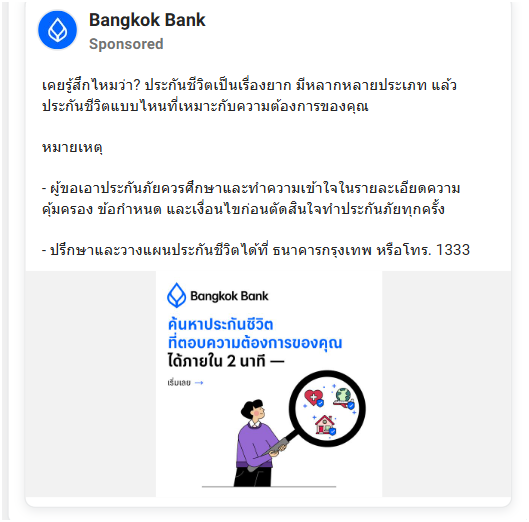 Bangkok Bank
Sponsored
เคยรู้สึกไหมว่า? ประกันชีวิตเป็นเรื่องยาก มีหลากหลายประเภท แล้ว
ประกันชีวิตแบบไหนที่เหมาะกับความต้องการของคุณ
หมายเหตุ
- ผู้ขอเอาประกันภัยควรศึกษาและทำความเข้าใจในรายละเอียดความ
คุ้มครอง ข้อกำหนด และเงื่อนไขก่อนตัดสินใจทำประกันภัยทุกครั้ง
- ปรึกษาและวางแผนประกันชีวิตได้ที่ ธนาคารกรุงเทพ หรือโทร. 1333
Bangkok Bank
ค้นหาประกันชีวิต
ที่ตอบความต้องการของคุณ
ได้ภายใน 2 นาที —
เริ่มเลย →